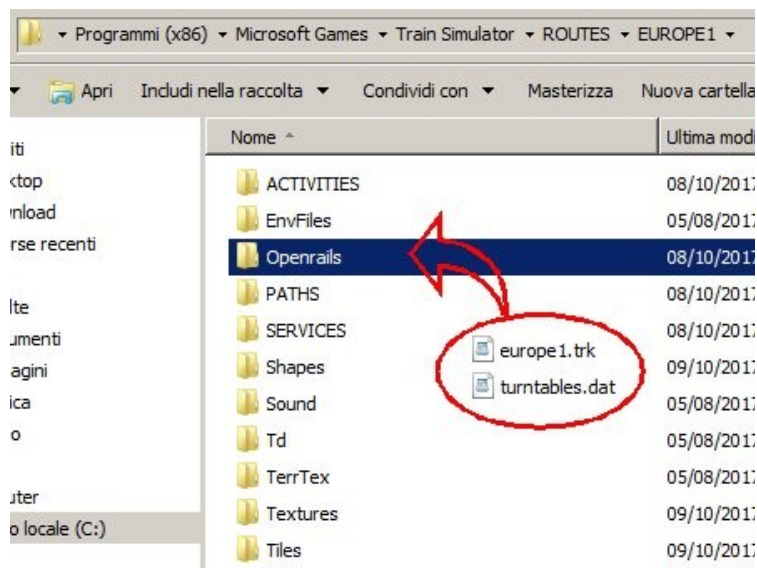 Programmi (x86) Microsoft Games Train Simulator ROUTES EUROPE1
Apri Includi nella raccolta Condividi con Masterizza Nuova cartella
Nome Ultima modi
iti
ktop
wnload
rse recenti
lte
umenti
agini
ica
o
uter
o locale (C:)
ACTIVITIES 08/10/2017
EnvFiles 05/08/2017
Openrails 08/10/2017
PATHS 08/10/2017
SERVICES 08/10/2017
europe1.trk
Shapes 09/10/2017
turntables.dat
Sound 05/08/2017
Td 05/08/2017
TerrTex 05/08/2017
Textures 09/10/2017
Tiles 09/10/2017